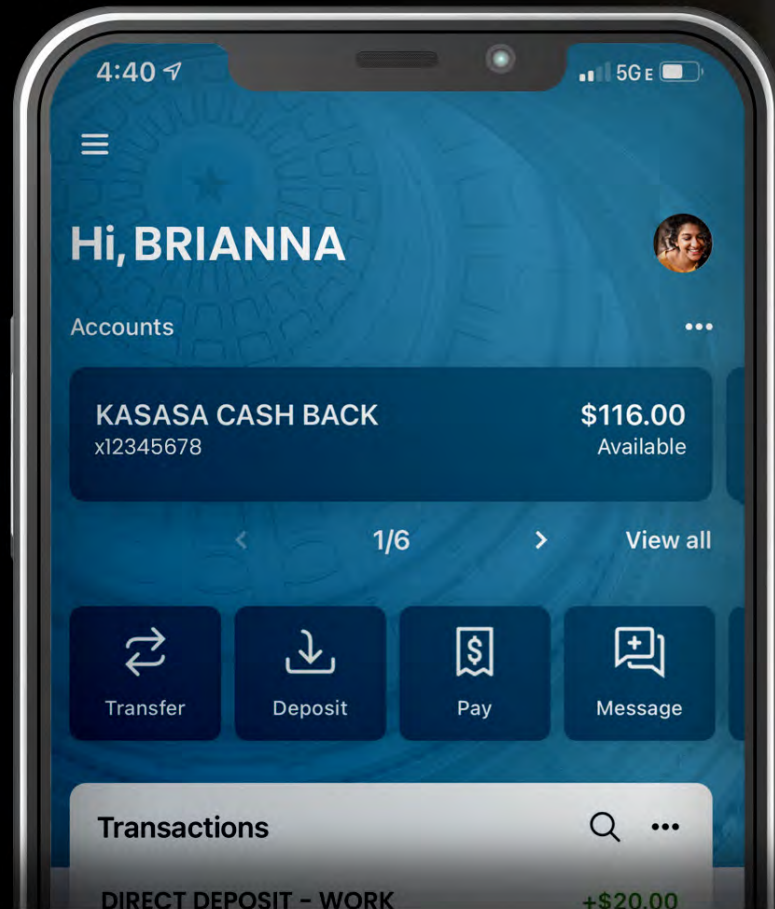 4:40
5G E
Hi, BRIANNA
Accounts
KASASA CASH BACK $116.00
x12345678 Available
1/6 View all
Transfer Deposit Pay Message
Transactions
DIRECT DEPOSIT – WORK +$20.00